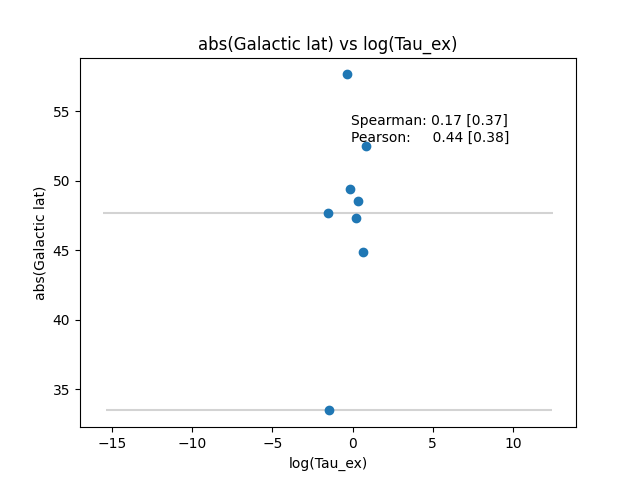 abs(Galactic lat) vs log(Tau_ex)
Spearman: 0.17 [0.37]
Pearson: 0.44 [0.38]
abs(Galactic lat)
55
50
45
40
35
−15 −10 −5 0 5 10
log(Tau_ex)